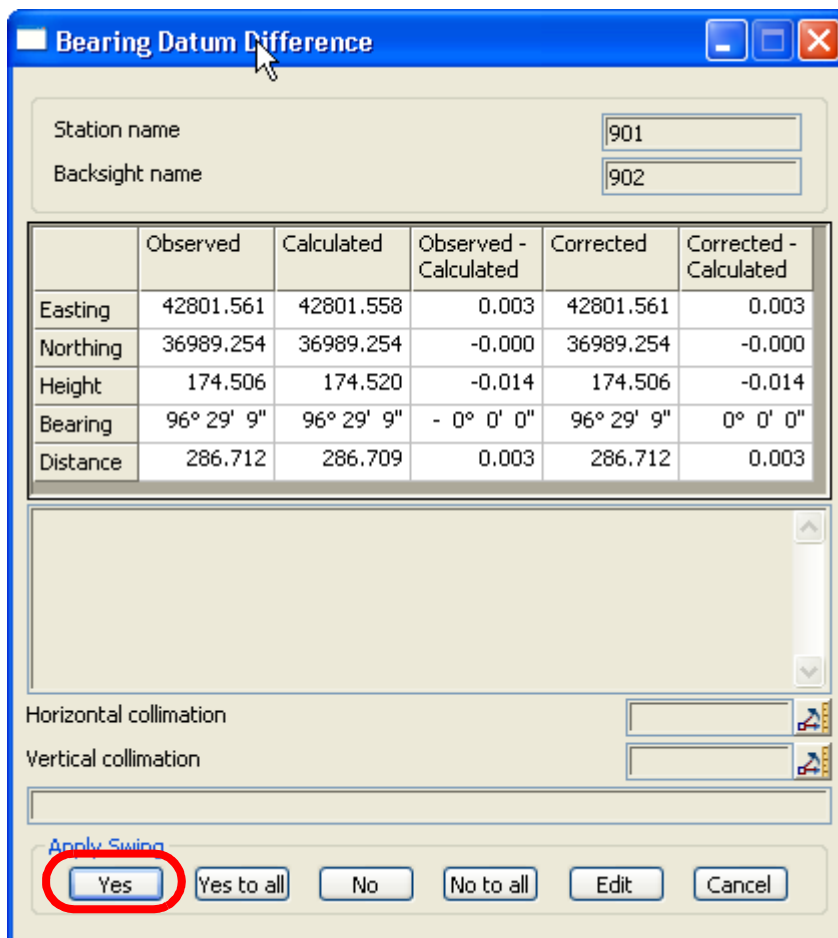 Bearing Datum Difference
Station name 901
Backsight name 902
Observed Calculated Observed - Calculated Corrected Corrected - Calculated
Easting 42801.561 42801.558 0.003 42801.561 0.003
Northing 36989.254 36989.254 -0.000 36989.254 -0.000
Height 174.506 174.520 -0.014 174.506 -0.014
Bearing 96° 29' 9" 96° 29' 9" - 0° 0' 0" 96° 29' 9" 0° 0' 0"
Distance 286.712 286.709 0.003 286.712 0.003
Horizontal collimation
Vertical collimation
Apply Swing
Yes Yes to all No No to all Edit Cancel